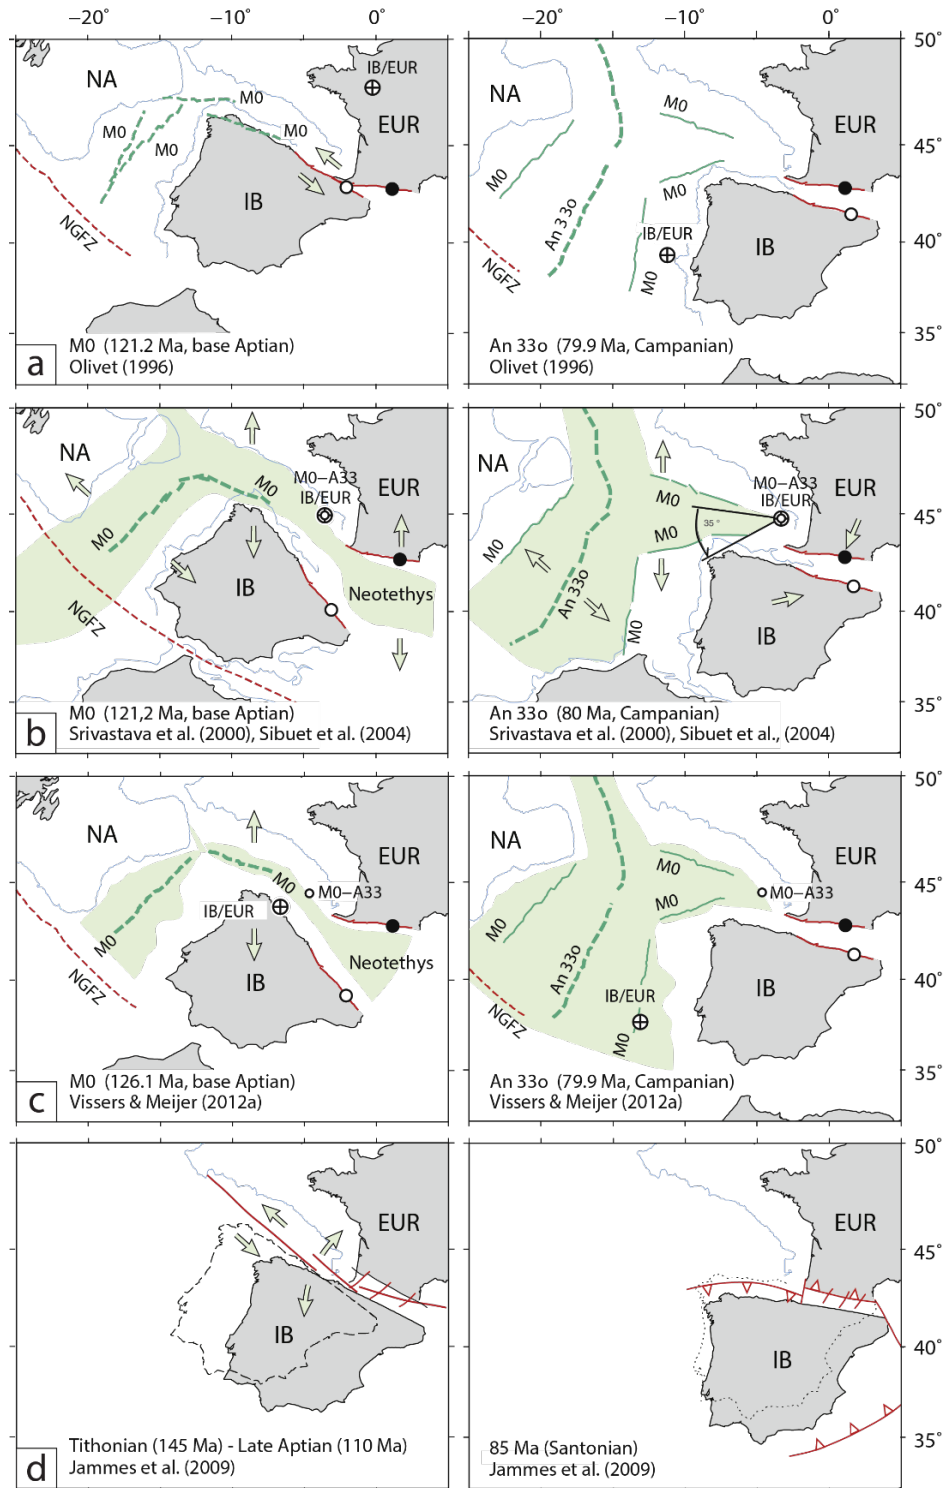 −20° −10° 0° −20° −10° 0°
NA
IB/EUR
EUR
M0
M0
M0
M0
IB
NGFZ
a
M0 (121.2 Ma, base Aptian)
Olivet (1996)
50°
NA
M0
EUR
45°
M0
M0
An 33o
IB/EUR
40°
IB
NGFZ
M0
35°
An 33o (79.9 Ma, Campanian)
Olivet (1996)
NA
M0−A33
IB/EUR
EUR
M0
M0
IB
Neotethys
NGFZ
b
M0 (121,2 Ma, base Aptian)
Srivastava et al. (2000), Sibuet et al. (2004)
50°
NA
M0−A33
IB/EUR
EUR
M0
45°
35°
M0
M0
An 33o
40°
M0
IB
35°
An 33o (80 Ma, Campanian)
Srivastava et al. (2000), Sibuet et al., (2004)
NA
EUR
M0
M0−A33
IB/EUR
M0
Neotethys
IB
NGFZ
c
M0 (126.1 Ma, base Aptian)
Vissers & Meijer (2012a)
50°
NA
EUR
M0
45°
M0−A33
M0
M0
An 33o
40°
IB/EUR
IB
NGFZ
M0
35°
An 33o (79.9 Ma, Campanian)
Vissers & Meijer (2012a)
EUR
IB
d
Tithonian (145 Ma) - Late Aptian (110 Ma)
Jammes et al. (2009)
50°
EUR
45°
40°
IB
35°
85 Ma (Santonian)
Jammes et al. (2009)